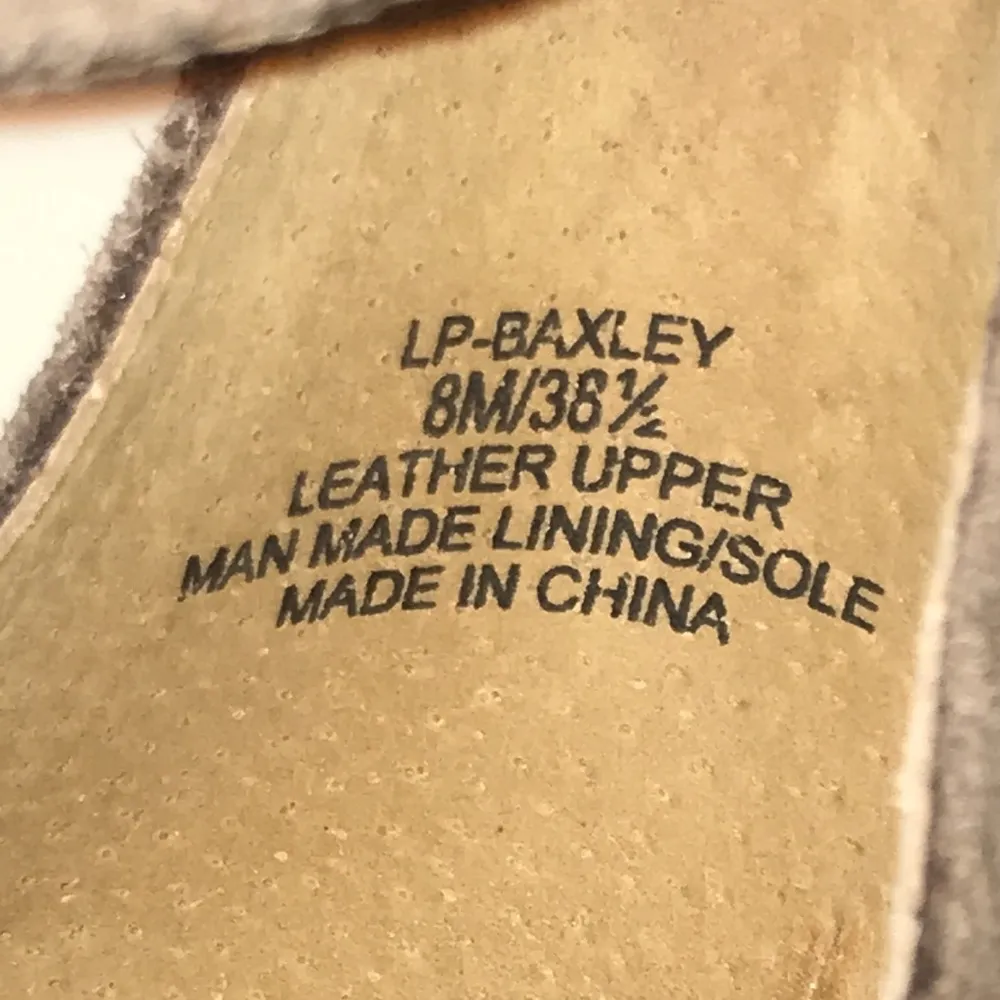 LP-BAXLEY
8M/38½
LEATHER UPPER
MAN MADE LINING/SOLE
MADE IN CHINA